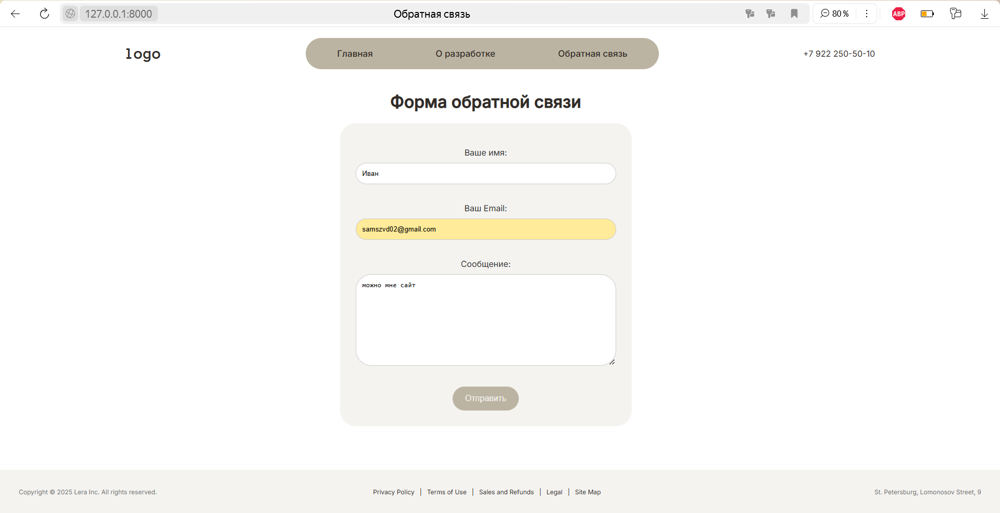 127.0.0.1:8000
Обратная связь
80%
ABP
logo
Главная
О разработке
Обратная связь
+7 922 250-50-10
Форма обратной связи
Ваше имя:
Иван
Ваш Email:
samszvd02@gmail.com
Сообщение:
можно мне сайт
Отправить
Copyright © 2025 Lera Inc. All rights reserved.
Privacy Policy | Terms of Use | Sales and Refunds | Legal | Site Map
St. Petersburg, Lomonosov Street, 9